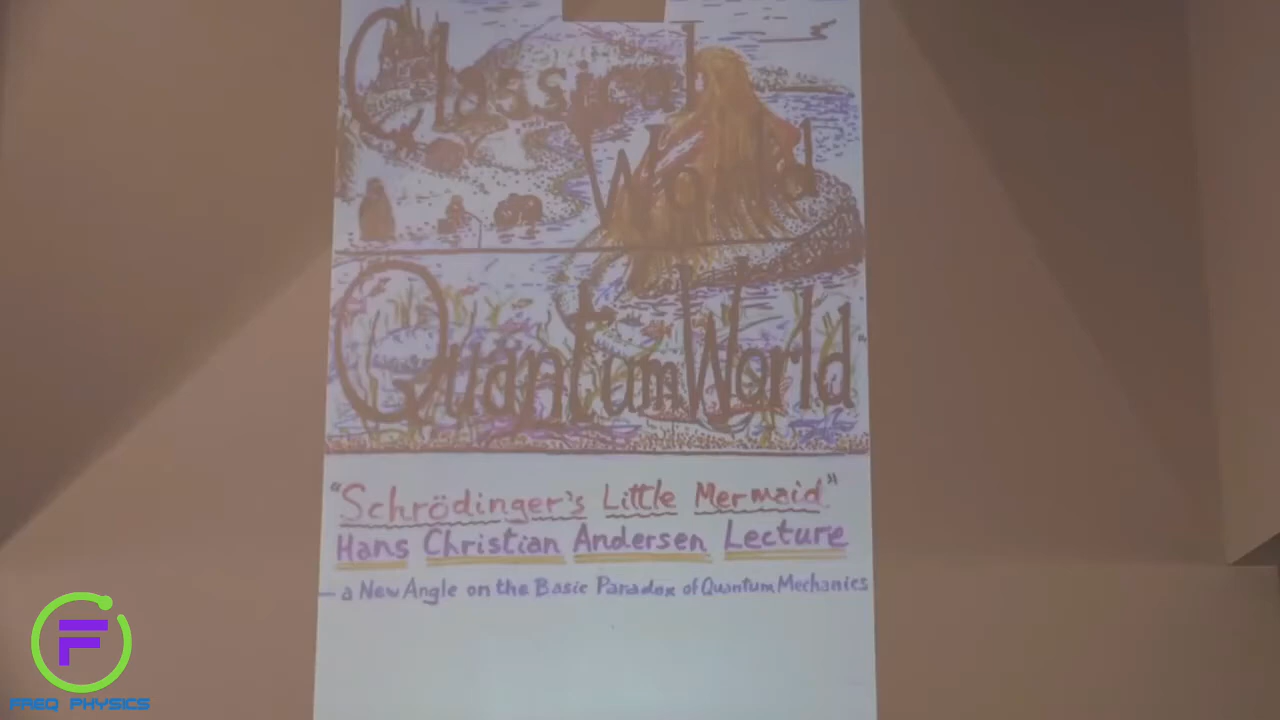 Classical
World
Quantum World
"Schrödinger's Little Mermaid"
Hans Christian Andersen Lecture
— a New Angle on the Basic Paradox of Quantum Mechanics
FREQ PHYSICS